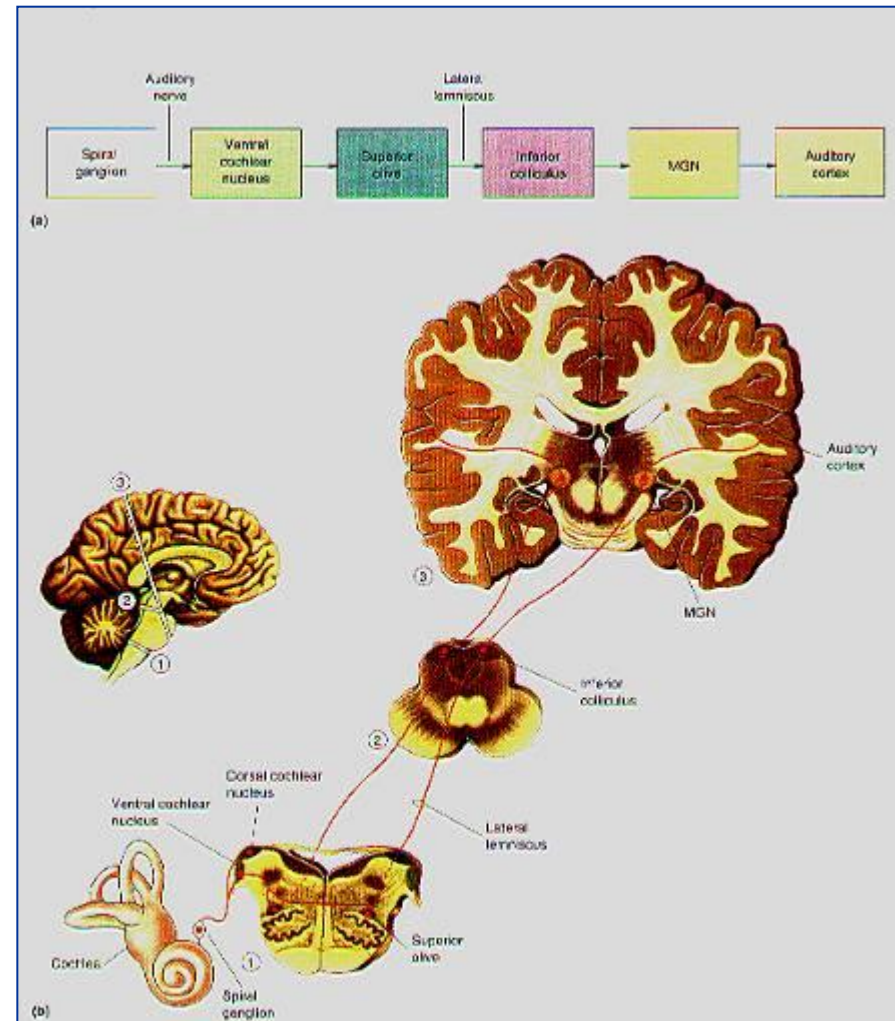 Auditory
nerve
Lateral
lemniscus
Spiral
ganglion
Ventral
cochlear
nucleus
Superior
olive
Inferior
colliculus
MGN
Auditory
cortex
(a)
Auditory
cortex
3
3
MGN
2
1
Inferior
colliculus
2
Dorsal cochlear
nucleus
Ventral cochlear
nucleus
Lateral
lemniscus
Superior
olive
Cochlea
1
Spiral
ganglion
(b)